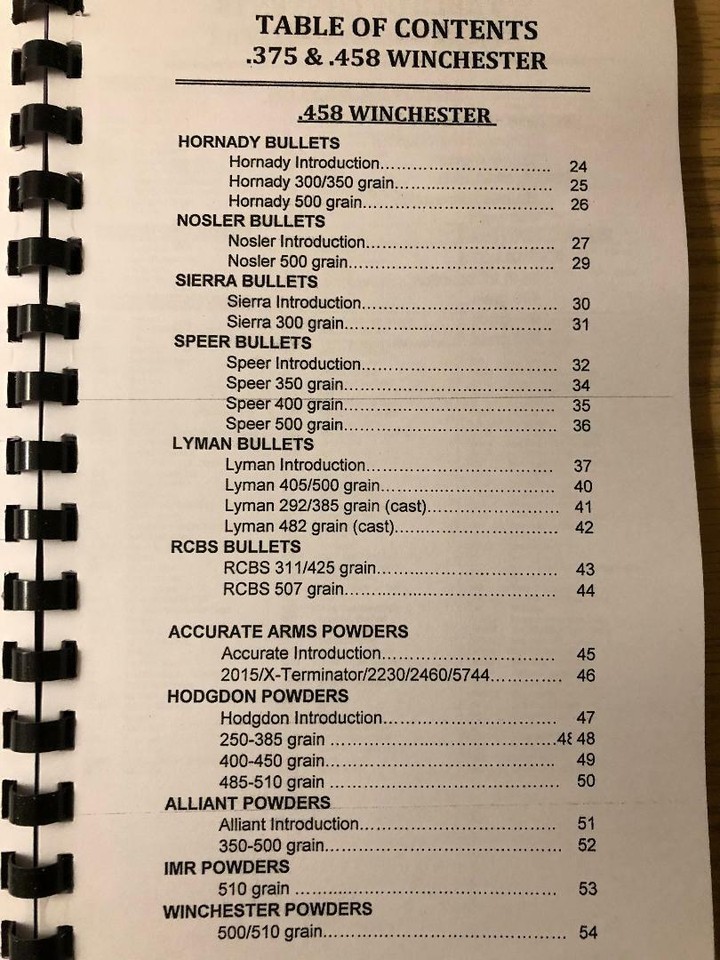 TABLE OF CONTENTS
.375 & .458 WINCHESTER
.458 WINCHESTER
HORNADY BULLETS
Hornady Introduction.................................... 24
Hornady 300/350 grain................................. 25
Hornady 500 grain....................................... 26
NOSLER BULLETS
Nosler Introduction....................................... 27
Nosler 500 grain.......................................... 29
SIERRA BULLETS
Sierra Introduction....................................... 30
Sierra 300 grain........................................... 31
SPEER BULLETS
Speer Introduction....................................... 32
Speer 350 grain........................................... 34
Speer 400 grain........................................... 35
Speer 500 grain........................................... 36
LYMAN BULLETS
Lyman Introduction...................................... 37
Lyman 405/500 grain................................... 40
Lyman 292/385 grain (cast)........................... 41
Lyman 482 grain (cast)................................. 42
RCBS BULLETS
RCBS 311/425 grain..................................... 43
RCBS 507 grain........................................... 44
ACCURATE ARMS POWDERS
Accurate Introduction................................... 45
2015/X-Terminator/2230/2460/5744............... 46
HODGDON POWDERS
Hodgdon Introduction................................... 47
250-385 grain .............................................48 48
400-450 grain.............................................. 49
485-510 grain .............................................. 50
ALLIANT POWDERS
Alliant Introduction....................................... 51
350-500 grain.............................................. 52
IMR POWDERS
510 grain .................................................... 53
WINCHESTER POWDERS
500/510 grain.............................................. 54